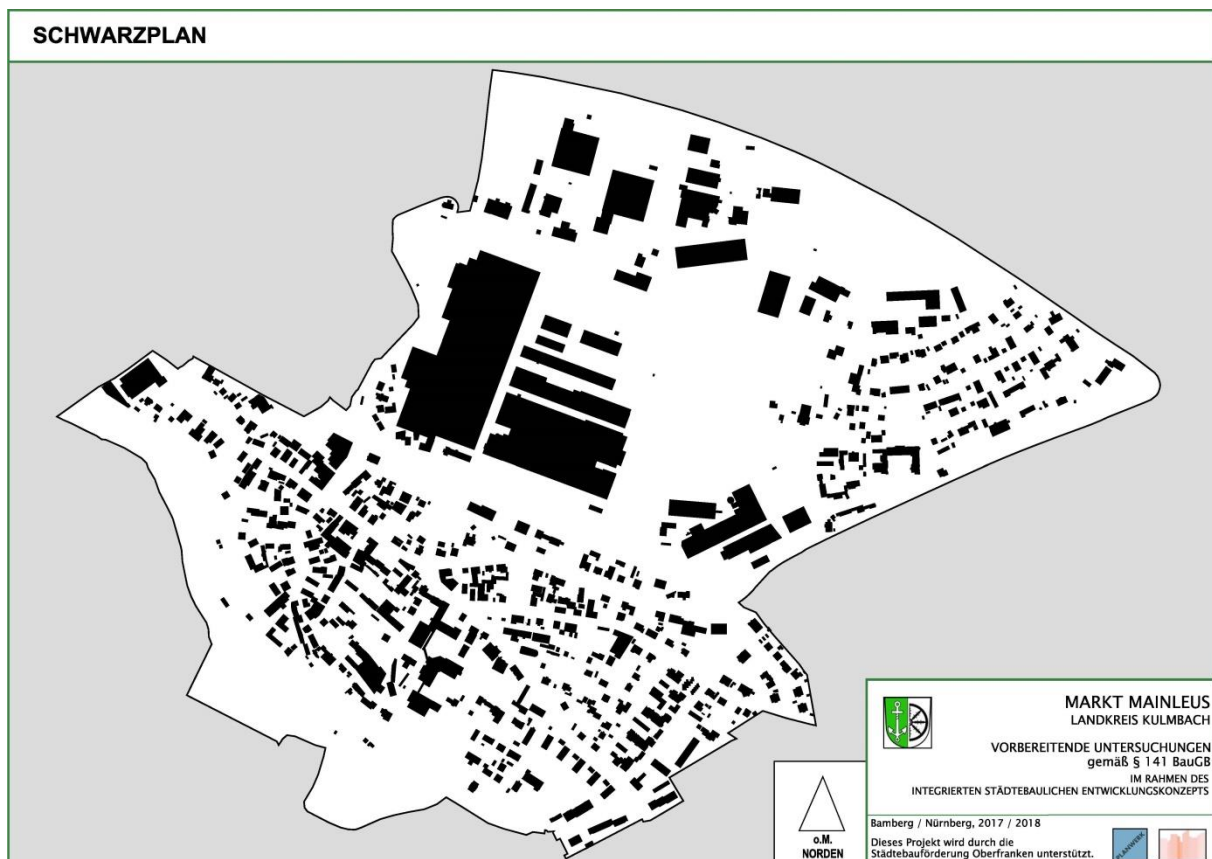 SCHWARZPLAN
MARKT MAINLEUS
LANDKREIS KULMBACH
VORBEREITENDE UNTERSUCHUNGEN
gemäß § 141 BauGB
IM RAHMEN DES
INTEGRIERTEN STÄDTEBAULICHEN ENTWICKLUNGSKONZEPTS
o.M.
NORDEN
Bamberg / Nürnberg, 2017 / 2018
Dieses Projekt wird durch die
Städtebauförderung Oberfranken unterstützt.
PLANWERK